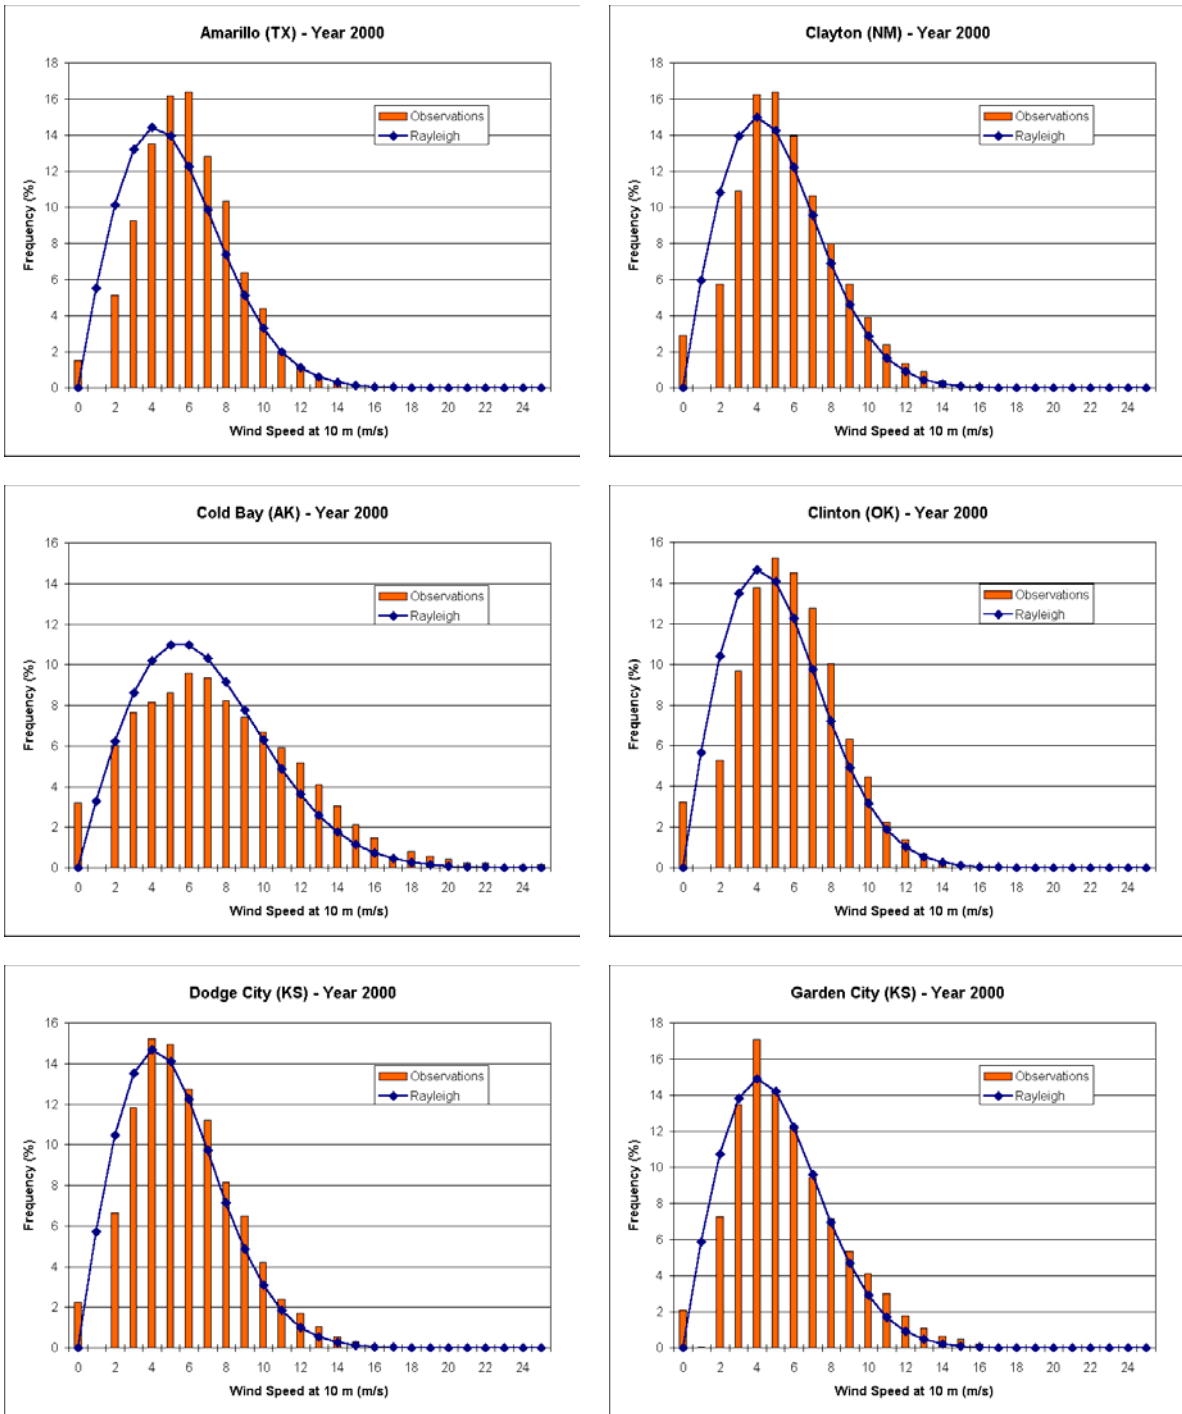 Amarillo (TX) - Year 2000
Frequency (%)
18
16
14
12
10
8
6
4
2
0
Observations
Rayleigh
0 2 4 6 8 10 12 14 16 18 20 22 24
Wind Speed at 10 m (m/s)
Clayton (NM) - Year 2000
Frequency (%)
18
16
14
12
10
8
6
4
2
0
Observations
Rayleigh
0 2 4 6 8 10 12 14 16 18 20 22 24
Wind Speed at 10 m (m/s)
Cold Bay (AK) - Year 2000
Frequency (%)
16
14
12
10
8
6
4
2
0
Observations
Rayleigh
0 2 4 6 8 10 12 14 16 18 20 22 24
Wind Speed at 10 m (m/s)
Clinton (OK) - Year 2000
Frequency (%)
16
14
12
10
8
6
4
2
0
Observations
Rayleigh
0 2 4 6 8 10 12 14 16 18 20 22 24
Wind Speed at 10 m (m/s)
Dodge City (KS) - Year 2000
Frequency (%)
16
14
12
10
8
6
4
2
0
Observations
Rayleigh
0 2 4 6 8 10 12 14 16 18 20 22 24
Wind Speed at 10 m (m/s)
Garden City (KS) - Year 2000
Frequency (%)
18
16
14
12
10
8
6
4
2
0
Observations
Rayleigh
0 2 4 6 8 10 12 14 16 18 20 22 24
Wind Speed at 10 m (m/s)